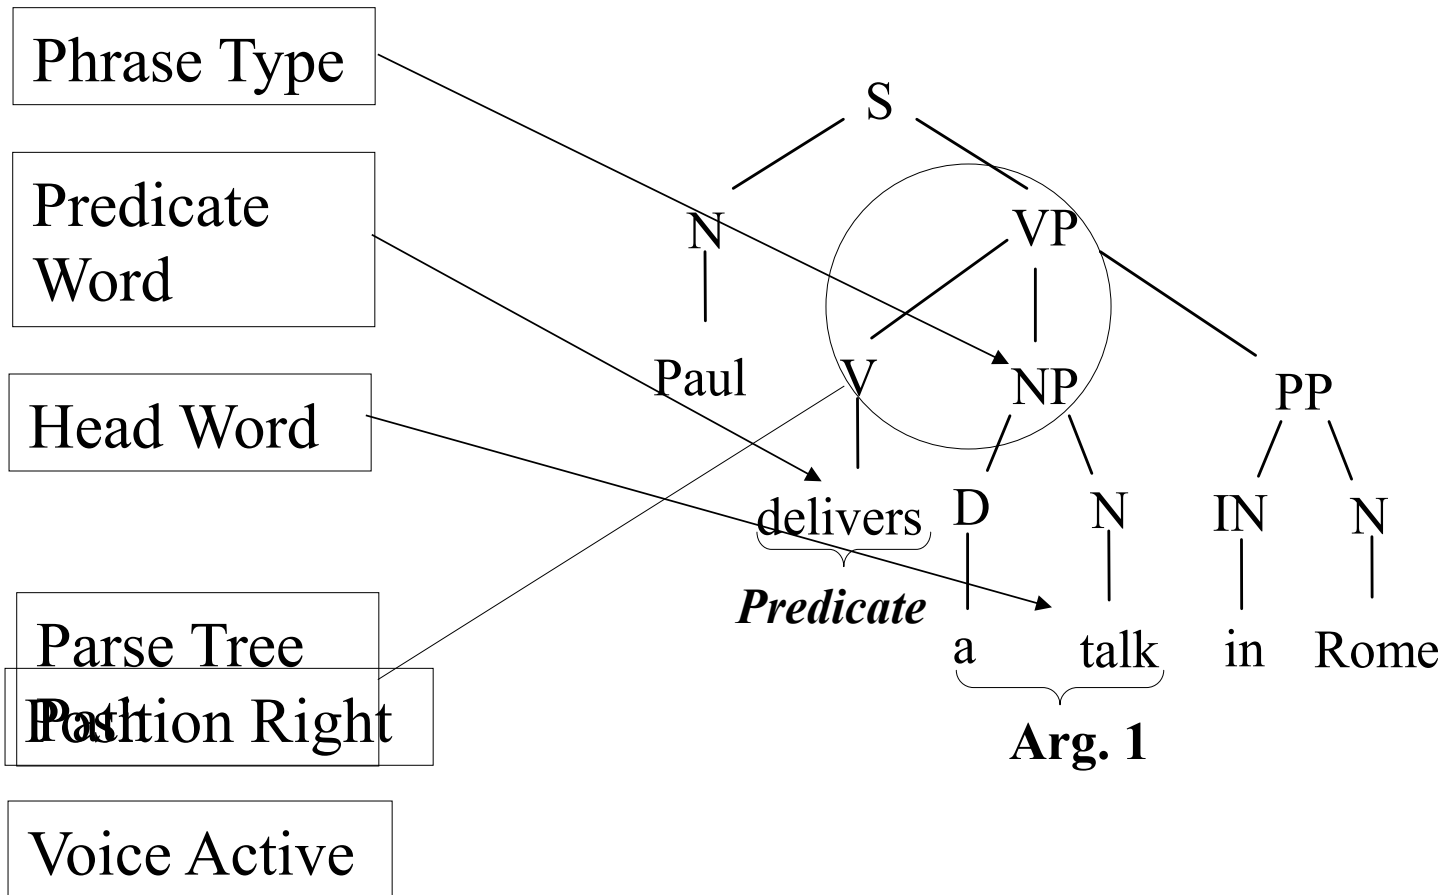 Phrase Type
Predicate
Word
Head Word
Parse Tree
Path
Position Right
Voice Active
S
N VP
Paul V NP PP
delivers D N IN N
Predicate
a talk in Rome
Arg. 1